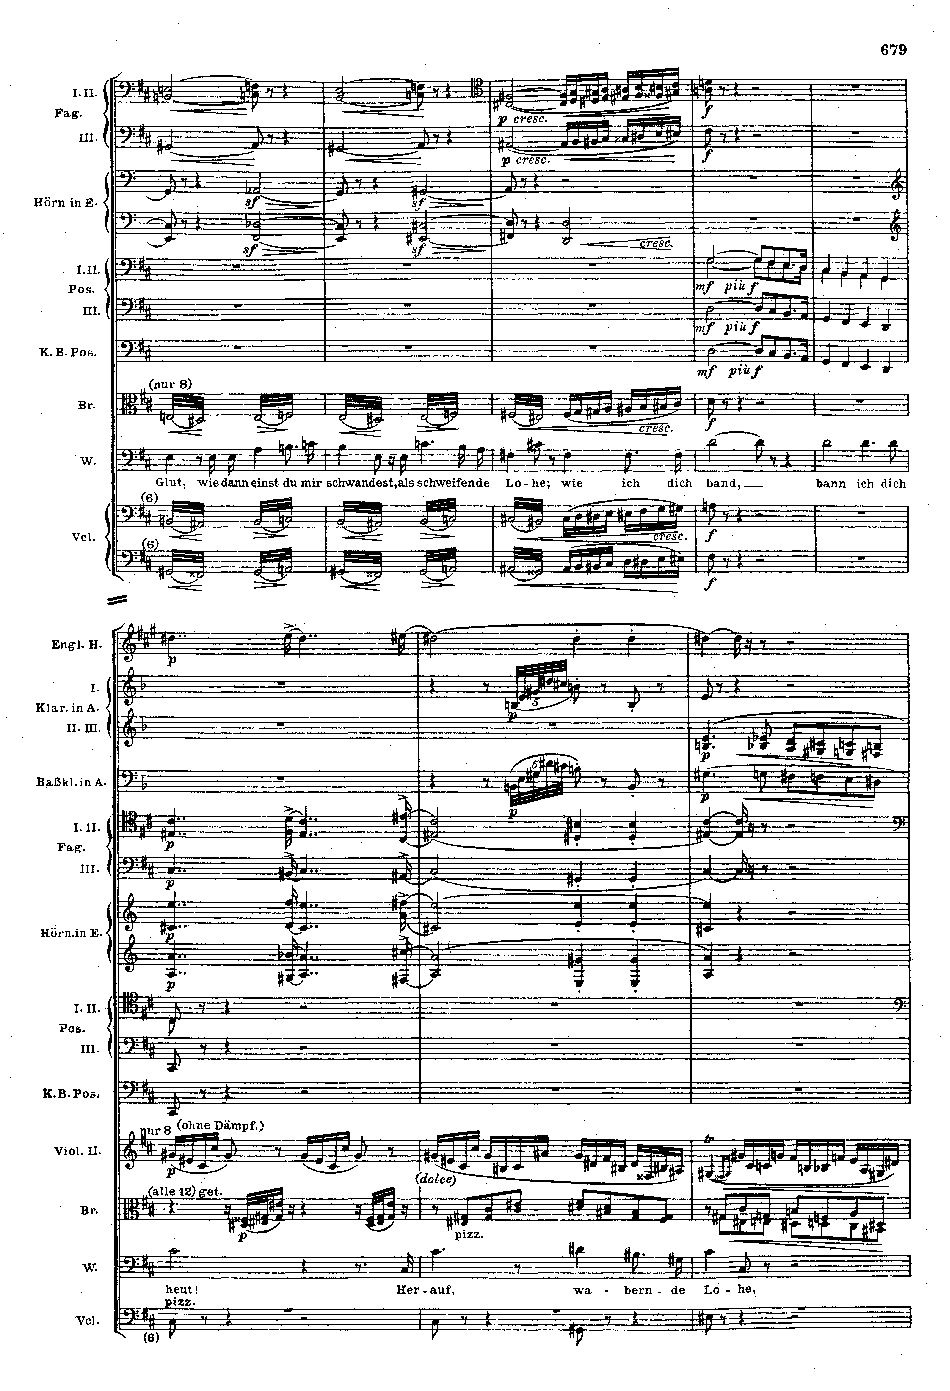 679
I. II.
Fag.
III.
p cresc.
f
p cresc.
f
Hörn in E.
sf
sf
sf
sf
cresc.
I. II.
Pos.
mf più f
III.
mf più f
K. B. Pos.
mf più f
(nur 8)
Br.
cresc.
f
W.
Glut, wie dann einst du mir schwandest, als schweifende Lo-he; wie ich dich band, bann ich dich
(6)
Vcl.
cresc.
f
(6)
f
Engl. H.
p
I.
Klar. in A.
5
p
II. III.
p
Baßkl. in A.
6
p
p
I. II.
Fag.
p
III.
p
Hörn. in E.
p
p
I. II.
Pos.
III.
K. B. Pos.
nur 8 (ohne Dämpf.)
Viol. II.
p
(dolce)
tr
(alle 12) get.
Br.
p
pizz.
W.
heut! Her-auf, wa-bern-de Lo-he,
pizz.
Vcl.
(6)